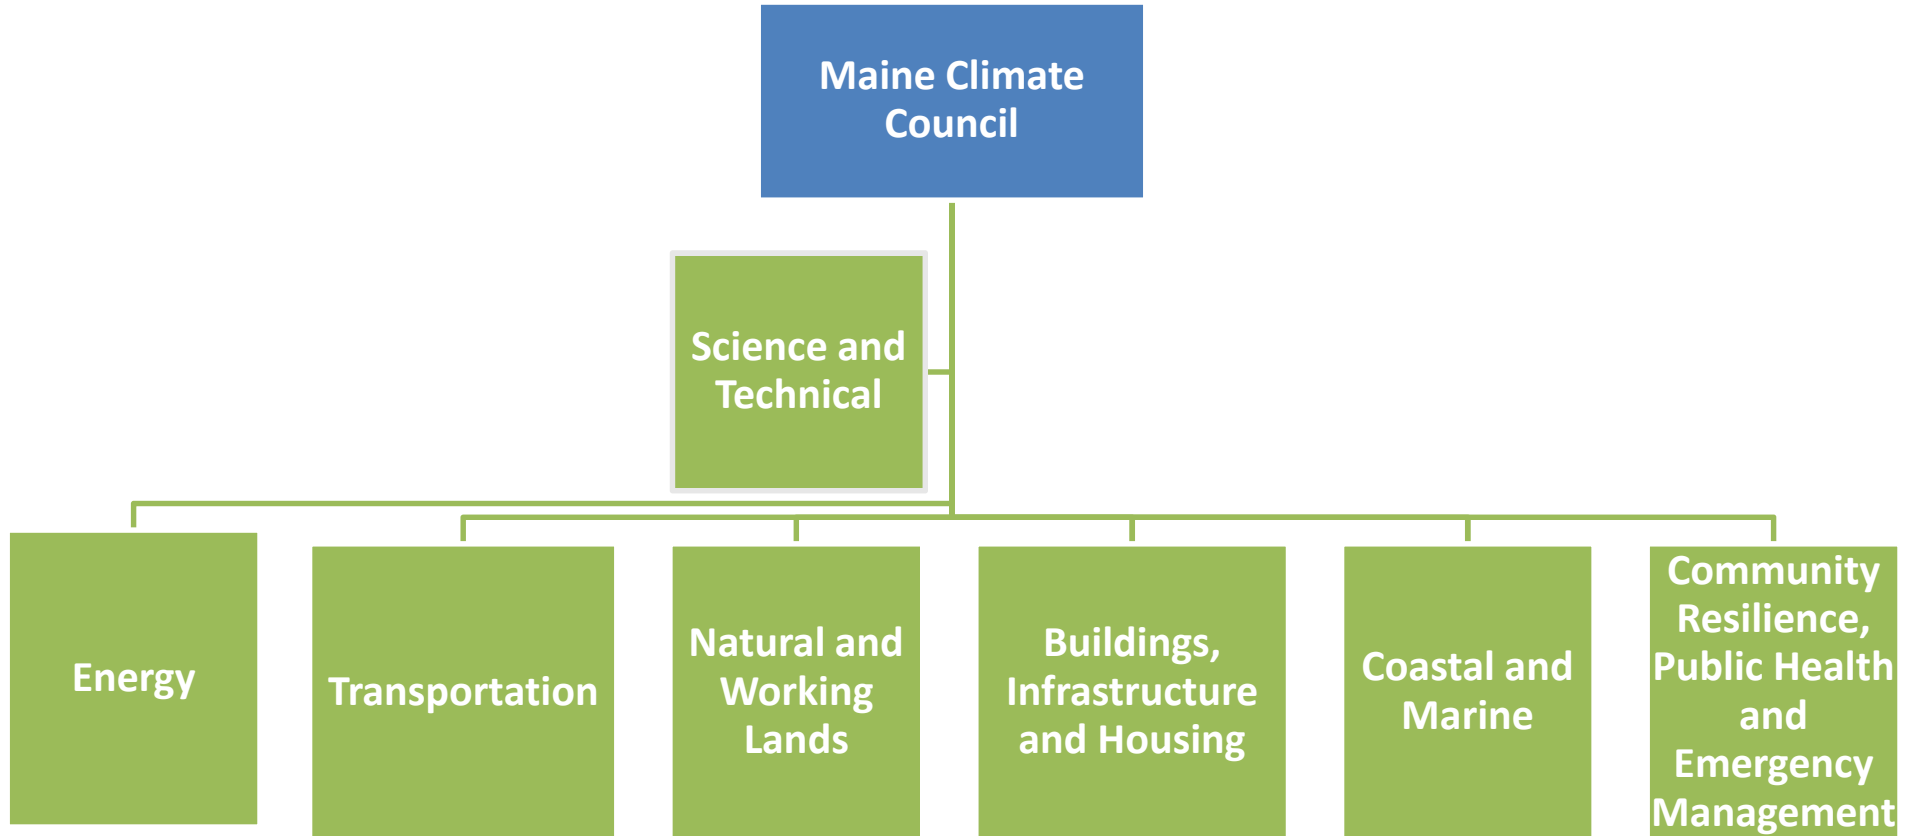 Maine Climate
Council
Science and
Technical
Energy
Transportation
Natural and
Working
Lands
Buildings,
Infrastructure
and Housing
Coastal and
Marine
Community
Resilience,
Public Health
and
Emergency
Management